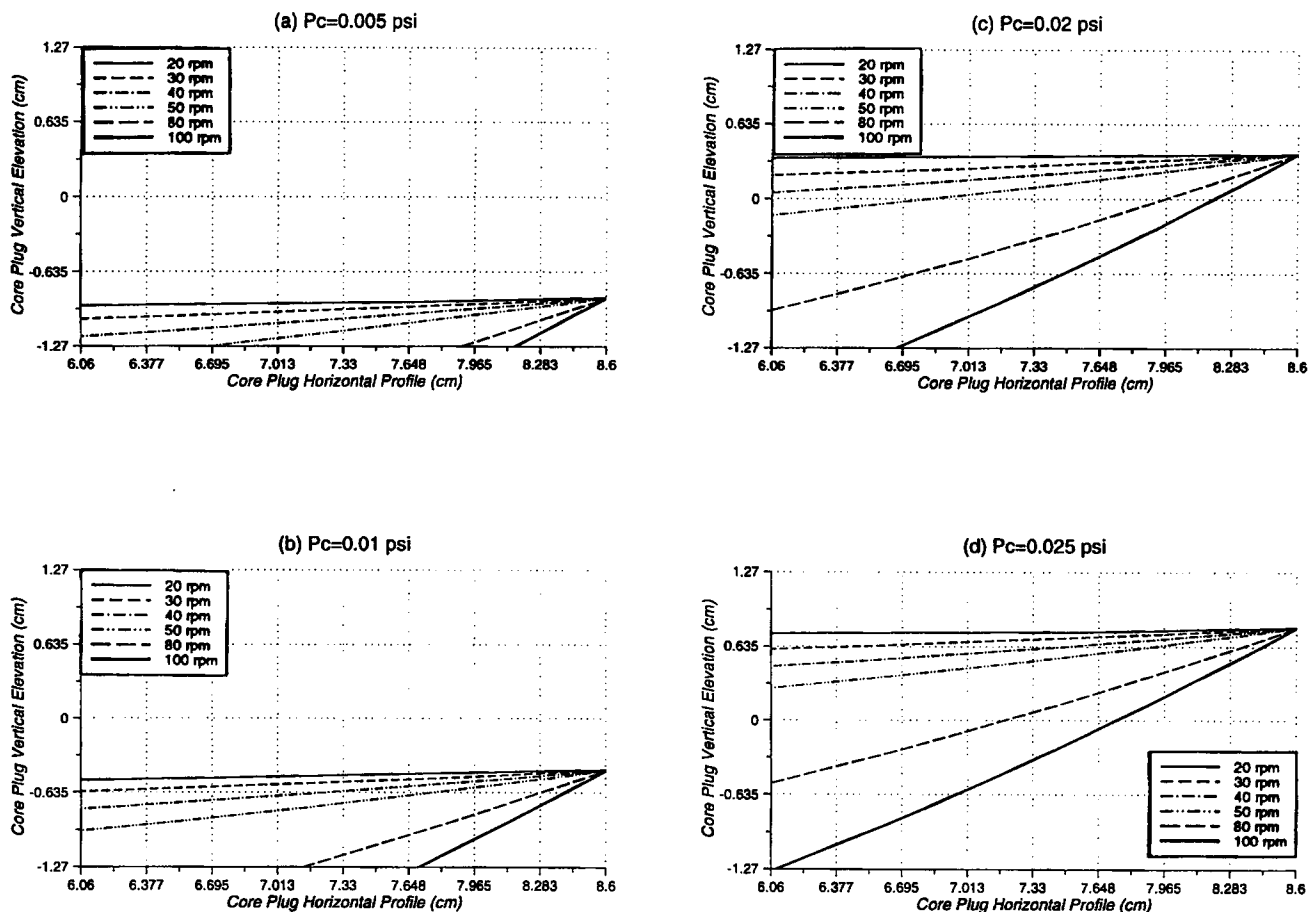 (a) Pc=0.005 psi
Core Plug Vertical Elevation (cm)
1.27
0.635
0
-0.635
-1.27
20 rpm
30 rpm
40 rpm
50 rpm
80 rpm
100 rpm
6.06 6.377 6.695 7.013 7.33 7.648 7.965 8.283 8.6
Core Plug Horizontal Profile (cm)
(c) Pc=0.02 psi
Core Plug Vertical Elevation (cm)
1.27
0.635
0
-0.635
-1.27
20 rpm
30 rpm
40 rpm
50 rpm
80 rpm
100 rpm
6.06 6.377 6.695 7.013 7.33 7.648 7.965 8.283 8.6
Core Plug Horizontal Profile (cm)
(b) Pc=0.01 psi
Core Plug Vertical Elevation (cm)
1.27
0.635
0
-0.635
-1.27
20 rpm
30 rpm
40 rpm
50 rpm
80 rpm
100 rpm
6.06 6.377 6.695 7.013 7.33 7.648 7.965 8.283 8.6
Core Plug Horizontal Profile (cm)
(d) Pc=0.025 psi
Core Plug Vertical Elevation (cm)
1.27
0.635
0
-0.635
-1.27
20 rpm
30 rpm
40 rpm
50 rpm
80 rpm
100 rpm
6.06 6.377 6.695 7.013 7.33 7.648 7.965 8.283 8.6
Core Plug Horizontal Profile (cm)